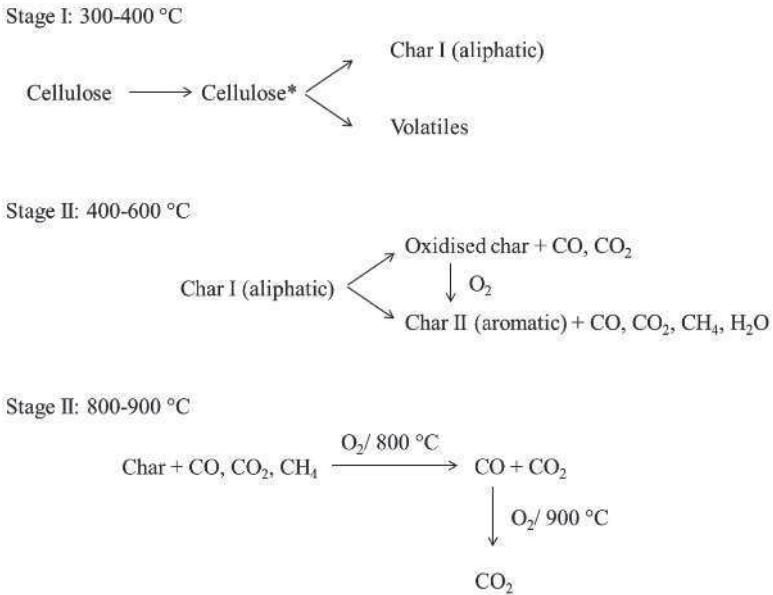 Stage I: 300-400 °C
Char I (aliphatic)
Cellulose → Cellulose*
Volatiles
Stage II: 400-600 °C
Oxidised char + CO, CO₂
Char I (aliphatic)
↓ O₂
Char II (aromatic) + CO, CO₂, CH₄, H₂O
Stage II: 800-900 °C
O₂/ 800 °C
Char + CO, CO₂, CH₄ → CO + CO₂
↓ O₂/ 900 °C
CO₂